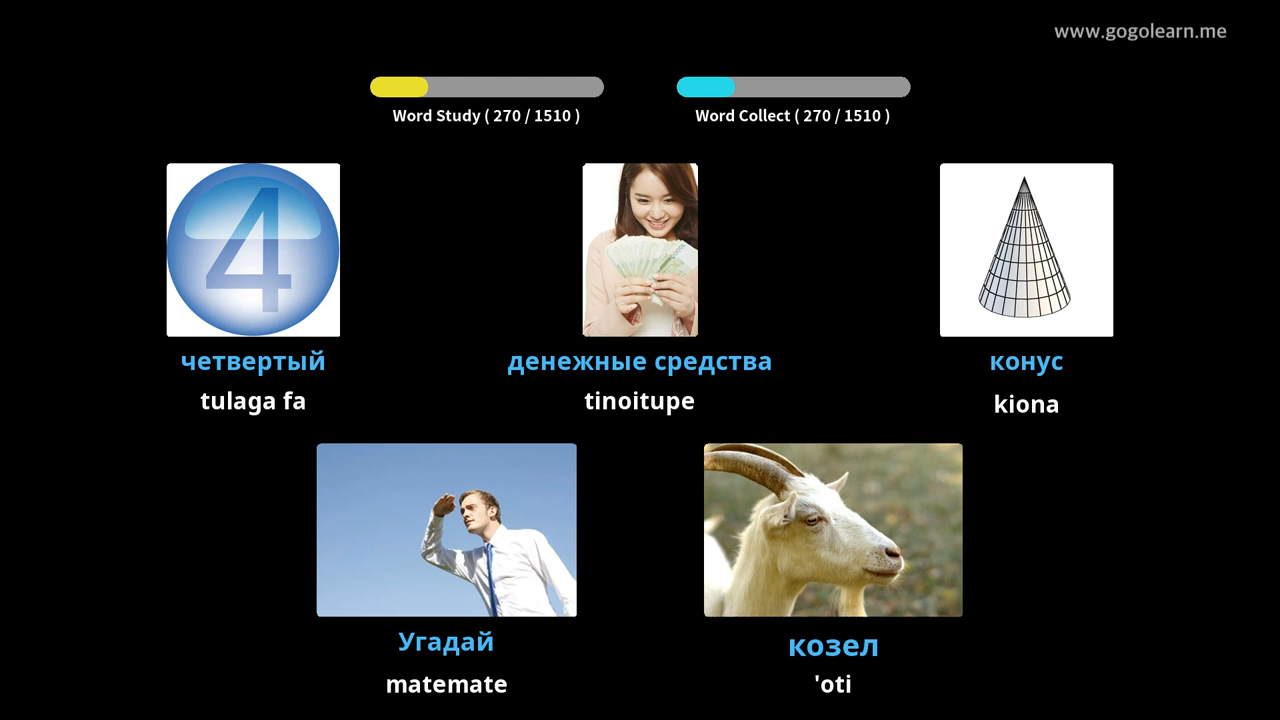 www.gogolearn.me
Word Study ( 270 / 1510 )
Word Collect ( 270 / 1510 )
4
четвертый
tulaga fa
денежные средства
tinoitupe
конус
kiona
Угадай
matemate
козел
'oti